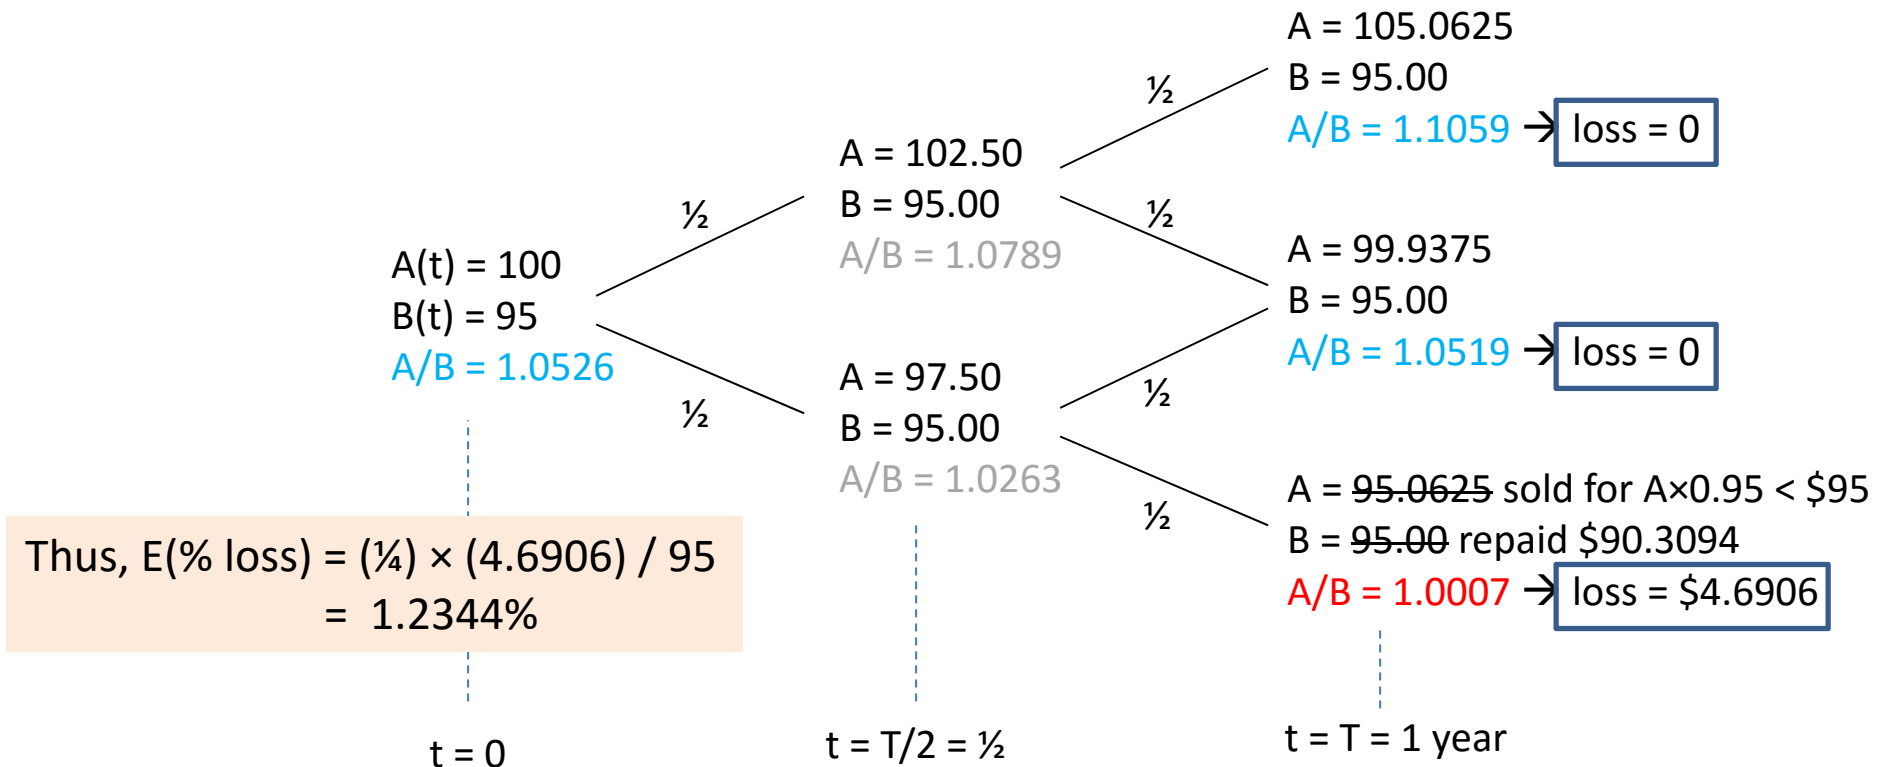 A(t) = 100
B(t) = 95
A/B = 1.0526
½
½
A = 102.50
B = 95.00
A/B = 1.0789
A = 97.50
B = 95.00
A/B = 1.0263
½
½
½
½
A = 105.0625
B = 95.00
A/B = 1.1059 → loss = 0
A = 99.9375
B = 95.00
A/B = 1.0519 → loss = 0
A = 95.0625 sold for A×0.95 < $95
B = 95.00 repaid $90.3094
A/B = 1.0007 → loss = $4.6906
Thus, E(% loss) = (¼) × (4.6906) / 95
= 1.2344%
t = 0
t = T/2 = ½
t = T = 1 year